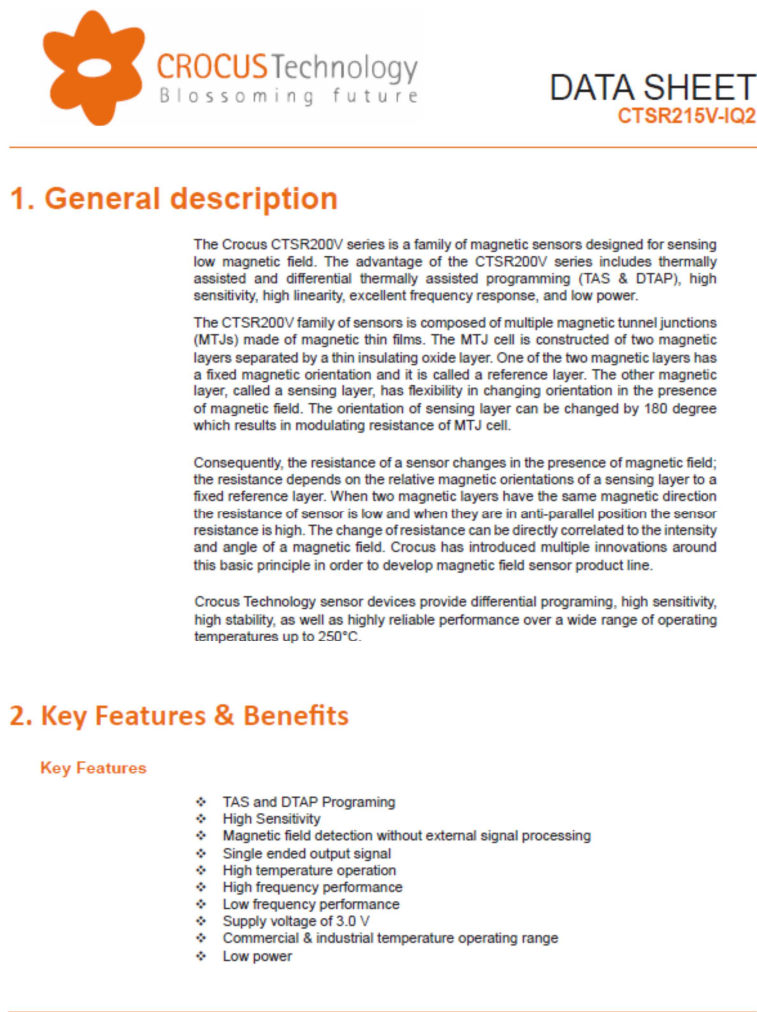 CROCUS Technology
Blossoming future
DATA SHEET
CTSR215V-IQ2
1. General description
The Crocus CTSR200V series is a family of magnetic sensors designed for sensing
low magnetic field. The advantage of the CTSR200V series includes thermally
assisted and differential thermally assisted programming (TAS & DTAP), high
sensitivity, high linearity, excellent frequency response, and low power.
The CTSR200V family of sensors is composed of multiple magnetic tunnel junctions
(MTJs) made of magnetic thin films. The MTJ cell is constructed of two magnetic
layers separated by a thin insulating oxide layer. One of the two magnetic layers has
a fixed magnetic orientation and it is called a reference layer. The other magnetic
layer, called a sensing layer, has flexibility in changing orientation in the presence
of magnetic field. The orientation of sensing layer can be changed by 180 degree
which results in modulating resistance of MTJ cell.
Consequently, the resistance of a sensor changes in the presence of magnetic field;
the resistance depends on the relative magnetic orientations of a sensing layer to a
fixed reference layer. When two magnetic layers have the same magnetic direction
the resistance of sensor is low and when they are in anti-parallel position the sensor
resistance is high. The change of resistance can be directly correlated to the intensity
and angle of a magnetic field. Crocus has introduced multiple innovations around
this basic principle in order to develop magnetic field sensor product line.
Crocus Technology sensor devices provide differential programing, high sensitivity,
high stability, as well as highly reliable performance over a wide range of operating
temperatures up to 250°C.
2. Key Features & Benefits
Key Features
❖ TAS and DTAP Programing
❖ High Sensitivity
❖ Magnetic field detection without external signal processing
❖ Single ended output signal
❖ High temperature operation
❖ High frequency performance
❖ Low frequency performance
❖ Supply voltage of 3.0 V
❖ Commercial & industrial temperature operating range
❖ Low power